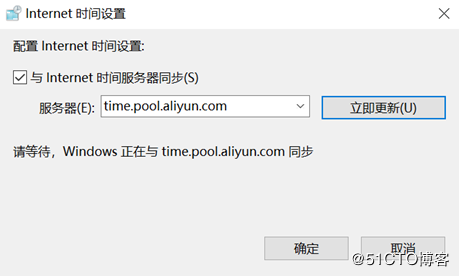 Internet 时间设置
配置 Internet 时间设置:
与 Internet 时间服务器同步(S)
服务器(E): time.pool.aliyun.com 立即更新(U)
请等待，Windows 正在与 time.pool.aliyun.com 同步
确定 取消
@51CTO博客